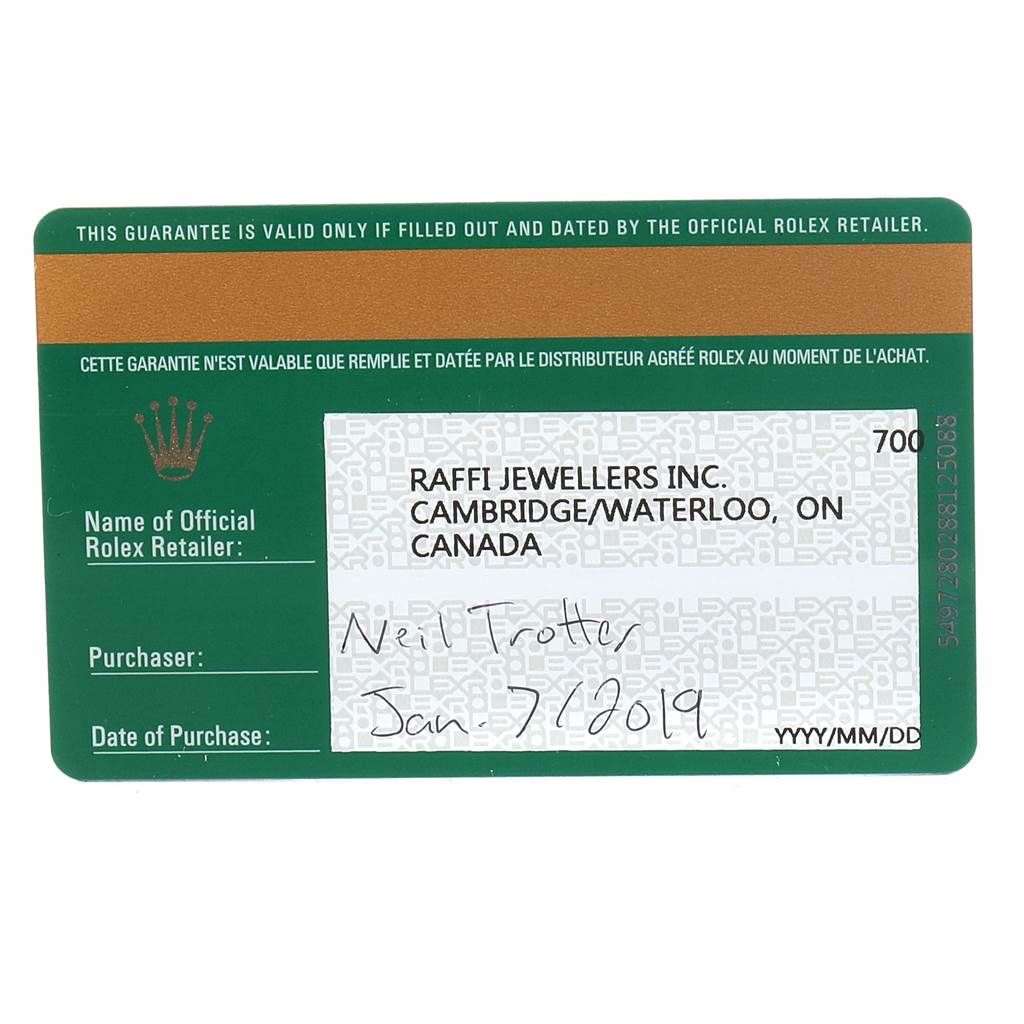 THIS GUARANTEE IS VALID ONLY IF FILLED OUT AND DATED BY THE OFFICIAL ROLEX RETAILER.
CETTE GARANTIE N'EST VALABLE QUE REMPLIE ET DATÉE PAR LE DISTRIBUTEUR AGRÉÉ ROLEX AU MOMENT DE L'ACHAT.
700
RAFFI JEWELLERS INC.
CAMBRIDGE/WATERLOO, ON
CANADA
Name of Official
Rolex Retailer:
Purchaser:
Neil Trotter
Date of Purchase:
Jan. 7/2019
YYYY/MM/DD
5497280288125088